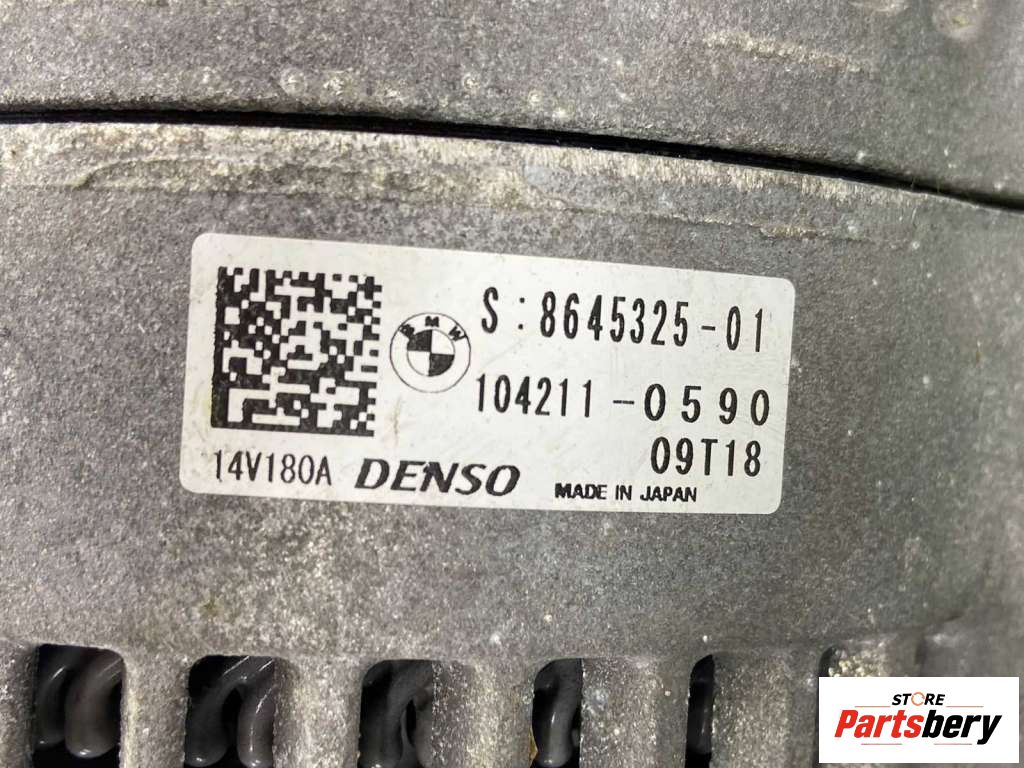 BMW
S:8645325-01
104211-0590
09T18
14V180A DENSO MADE IN JAPAN
STORE
Partsbery